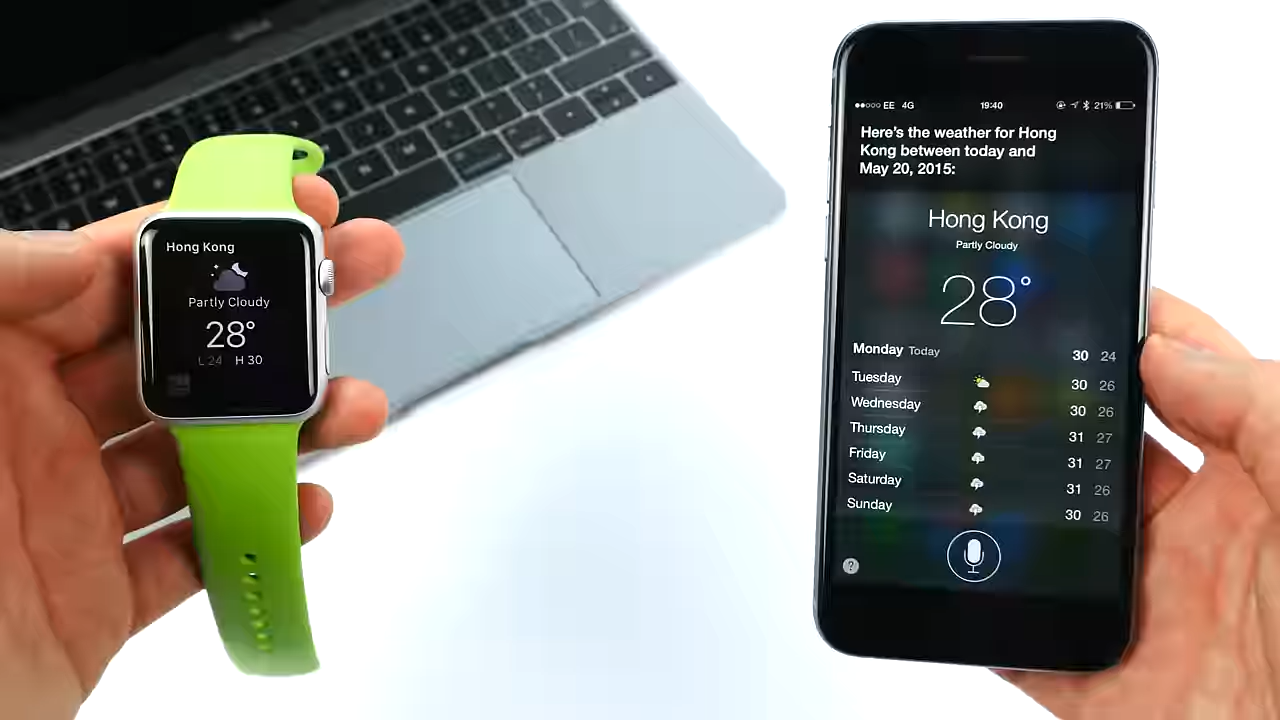 Hong Kong
Partly Cloudy
28°
L 24 H 30
●●○○○ EE 4G 19:40 21%
Here's the weather for Hong
Kong between today and
May 20, 2015:
Hong Kong
Partly Cloudy
28°
Monday Today 30 24
Tuesday 30 26
Wednesday 30 26
Thursday 31 27
Friday 31 27
Saturday 31 26
Sunday 30 26
?